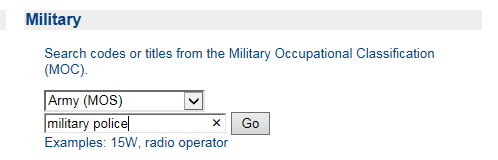 Military
Search codes or titles from the Military Occupational Classification
(MOC).
Army (MOS)
military police × Go
Examples: 15W, radio operator